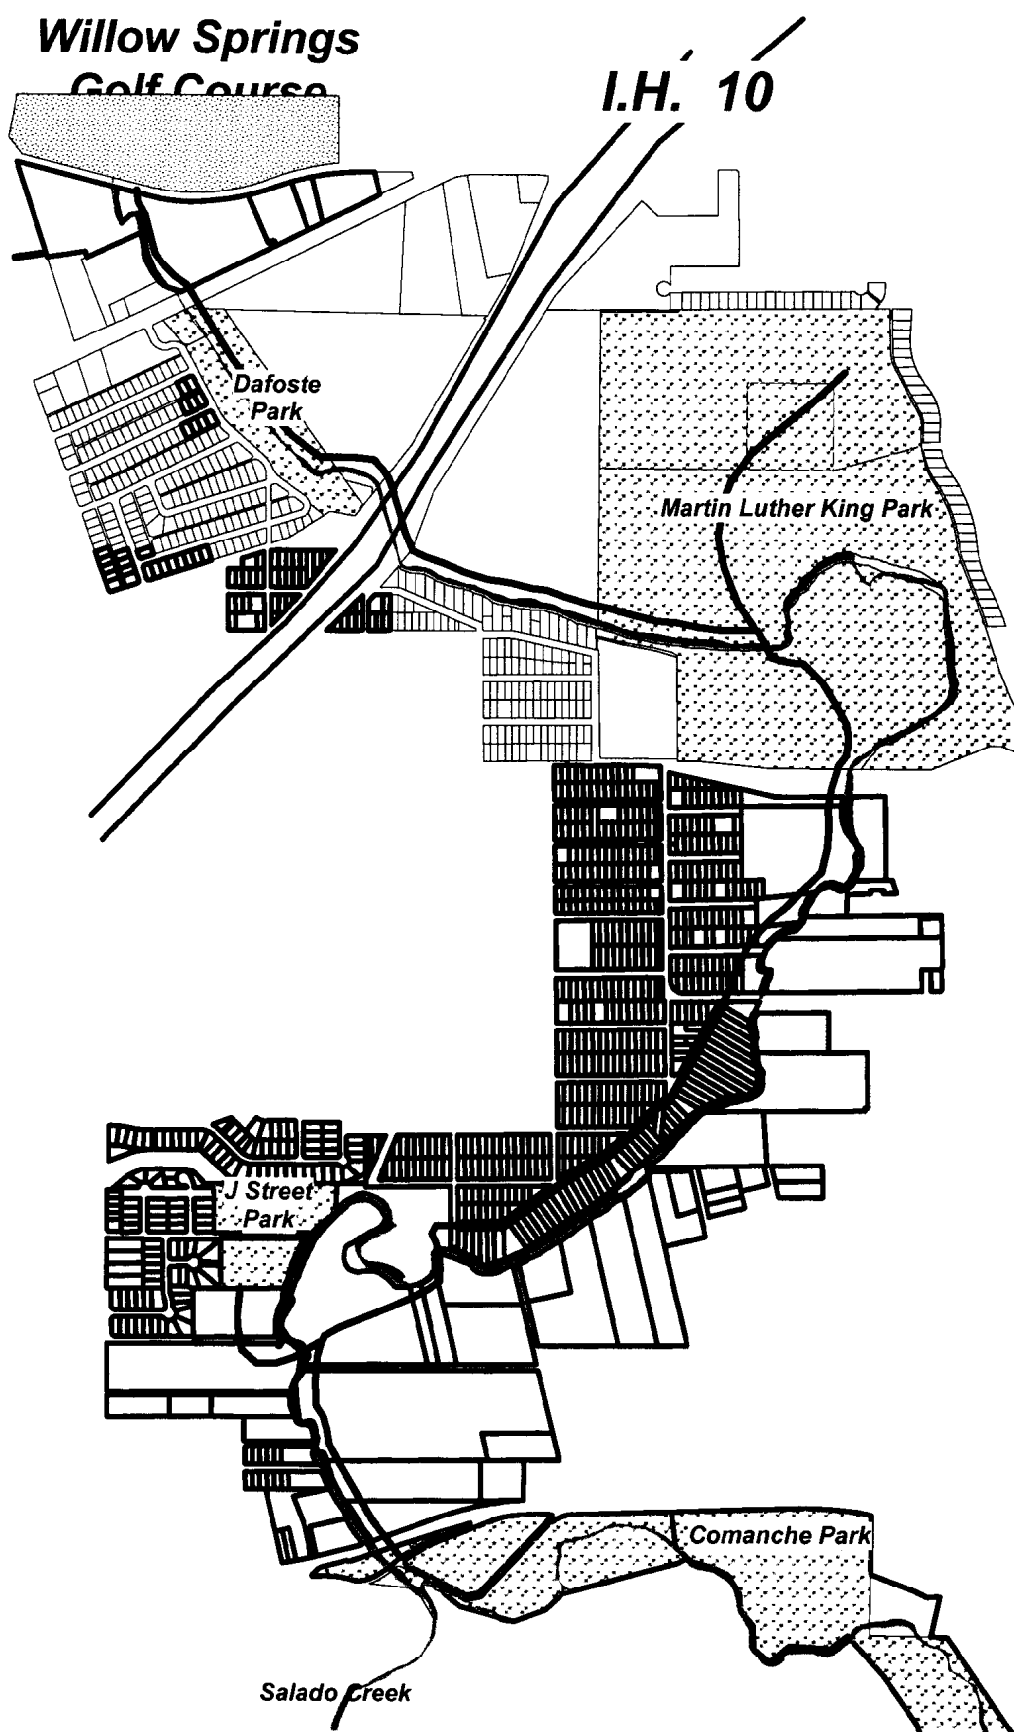 Willow Springs
Golf Course
I.H. 10
Dafoste
Park
Martin Luther King Park
J Street
Park
Comanche Park
Salado Creek